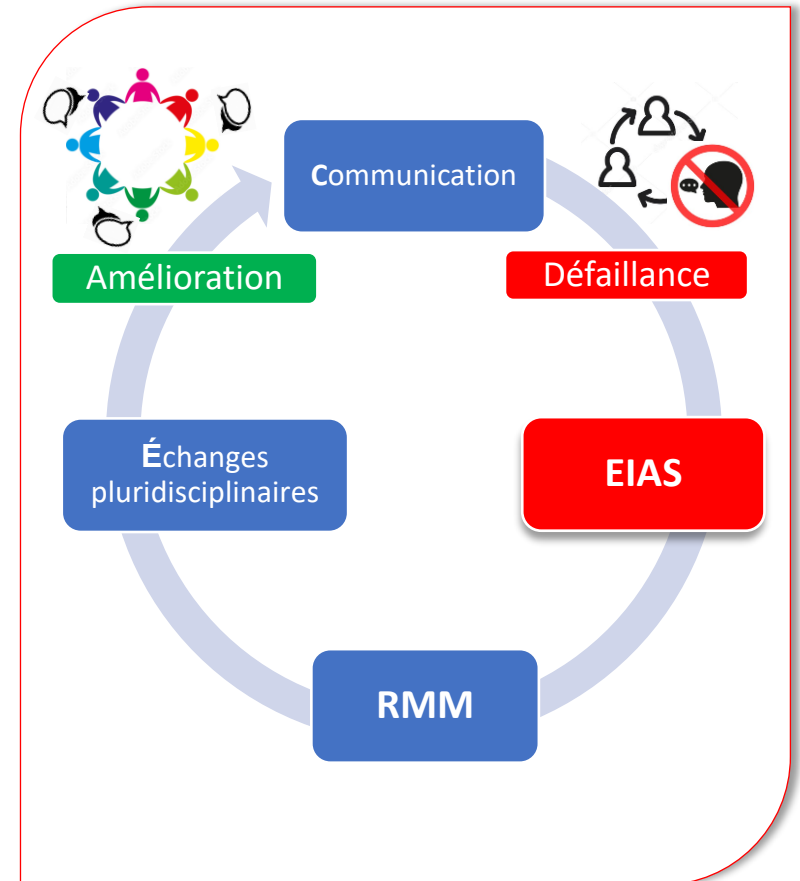 Communication
Défaillance
EIAS
RMM
Échanges
pluridisciplinaires
Amélioration